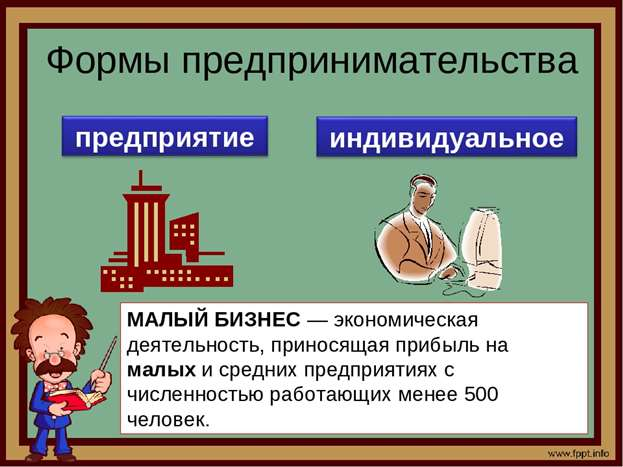 Формы предпринимательства
предприятие
индивидуальное
МАЛЫЙ БИЗНЕС — экономическая
деятельность, приносящая прибыль на
малых и средних предприятиях с
численностью работающих менее 500
человек.
www.fppt.info